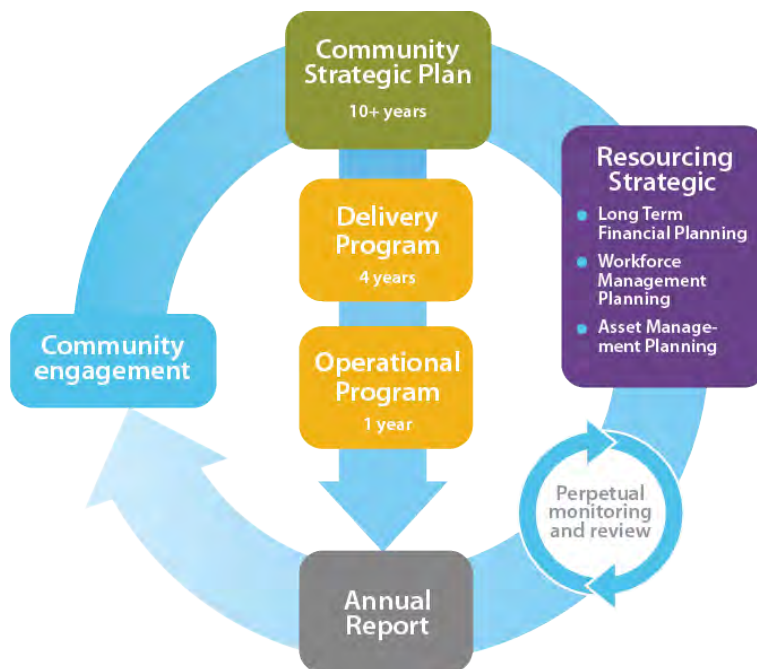 Community
Strategic Plan
10+ years
Resourcing
Strategic
Long Term
Financial Planning
Workforce
Management
Planning
Asset Manage-
ment Planning
Delivery
Program
4 years
Operational
Program
1 year
Community
engagement
Perpetual
monitoring
and review
Annual
Report